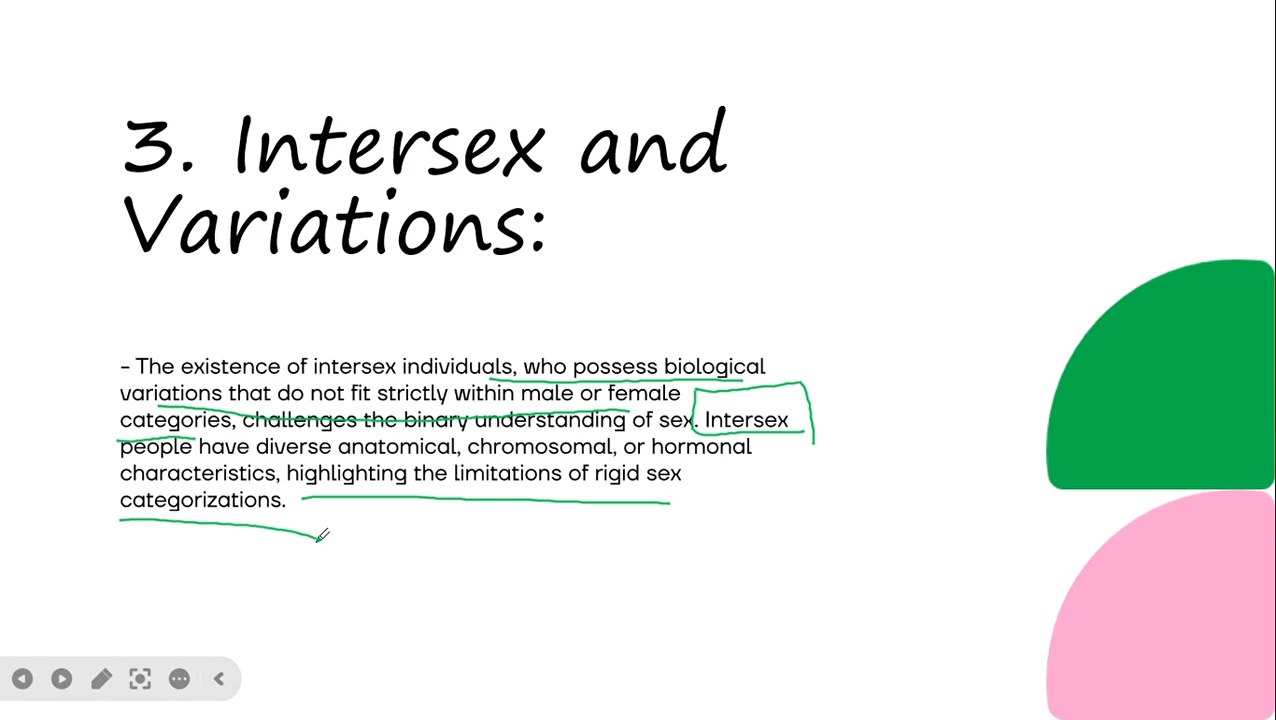 3. Intersex and
Variations:
- The existence of intersex individuals, who possess biological
variations that do not fit strictly within male or female
categories, challenges the binary understanding of sex. Intersex
people have diverse anatomical, chromosomal, or hormonal
characteristics, highlighting the limitations of rigid sex
categorizations.